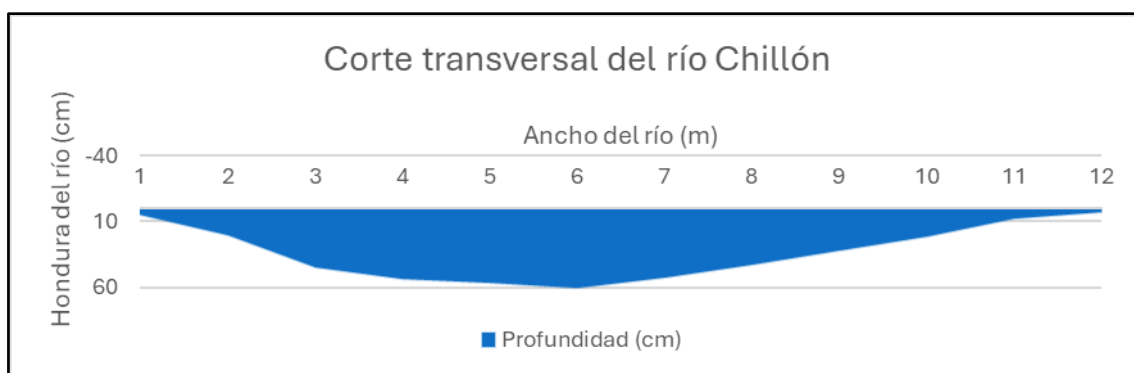 Corte transversal del río Chillón
Hondura del río (cm)
Ancho del río (m)
-40
1 2 3 4 5 6 7 8 9 10 11 12
10
60
Profundidad (cm)